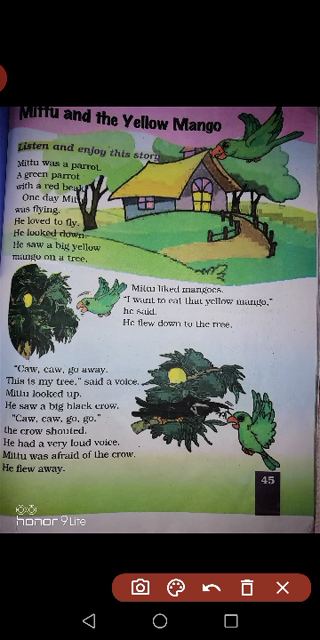 Mittu and the Yellow Mango
Listen and enjoy this story
Mittu was a parrot.
A green parrot
with a red beak
One day Mittu
was flying.
He loved to fly.
He looked down.
He saw a big yellow
mango on a tree.
Mittu liked mangoes.
"I want to eat that yellow mango,"
he said.
He flew down to the tree.
"Caw, caw, go away.
This is my tree," said a voice.
Mittu looked up.
He saw a big black crow.
"Caw, caw, go, go,"
the crow shouted.
He had a very loud voice.
Mittu was afraid of the crow.
He flew away.
45
honor 9 Lite